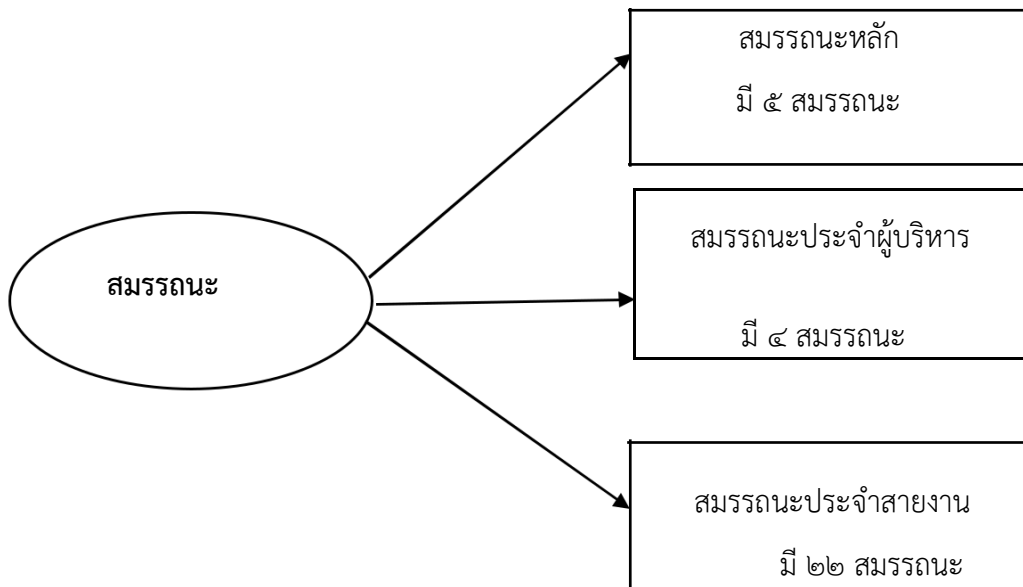 สมรรถนะหลัก
มี ๕ สมรรถนะ
สมรรถนะประจำผู้บริหาร
มี ๔ สมรรถนะ
สมรรถนะ
สมรรถนะประจำสายงาน
มี ๒๒ สมรรถนะ